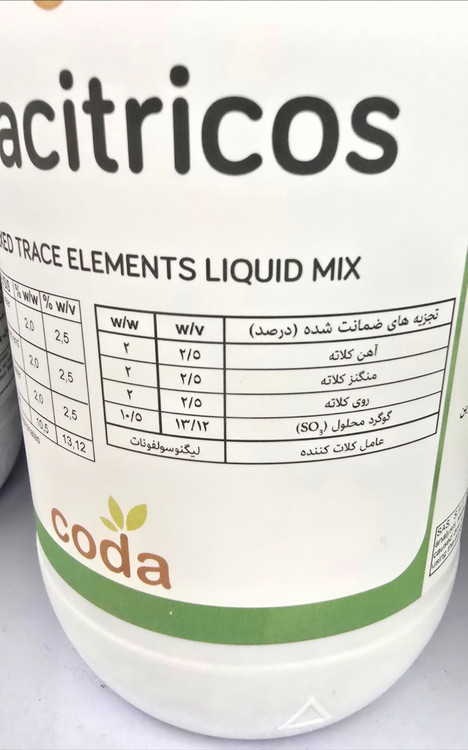 acitricos
TRACE ELEMENTS LIQUID MIX
% w/w % w/v
2,0 2,5
2,0 2,5
2,0 2,5
10,5 13,12
تجزیه های ضمانت شده (درصد) w/v w/w
آهن کلاته ۲/۵ ۲
منگنز کلاته ۲/۵ ۲
روی کلاته ۲/۵ ۲
گوگرد محلول (SO₃) ۱۳/۱۲ ۱۰/۵
عامل کلات کننده لیگنوسولفونات
coda
SAS